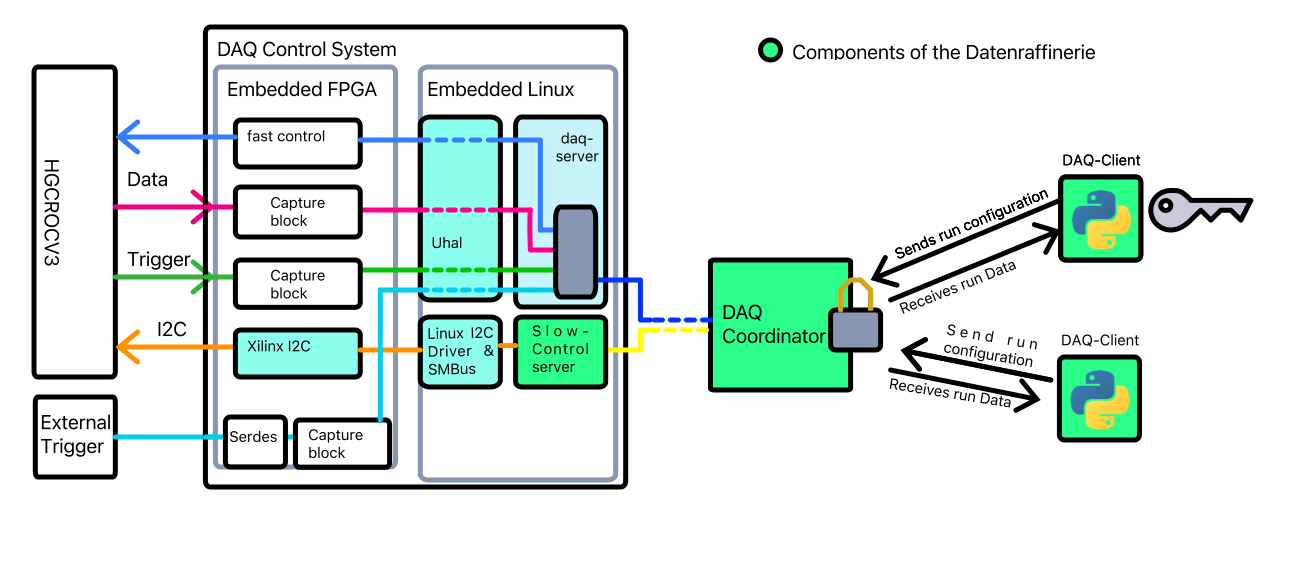 DAQ Control System
Components of the Datenraffinerie
Embedded FPGA
Embedded Linux
HGCROCV3
fast control
daq-
server
Data
Capture
block
Uhal
Trigger
Capture
block
I2C
Xilinx I2C
Linux I2C
Driver &
SMBus
Slow-
Control
server
External
Trigger
Serdes
Capture
block
DAQ
Coordinator
DAQ-Client
Sends run configuration
Receives run Data
DAQ-Client
Send run
configuration
Receives run Data